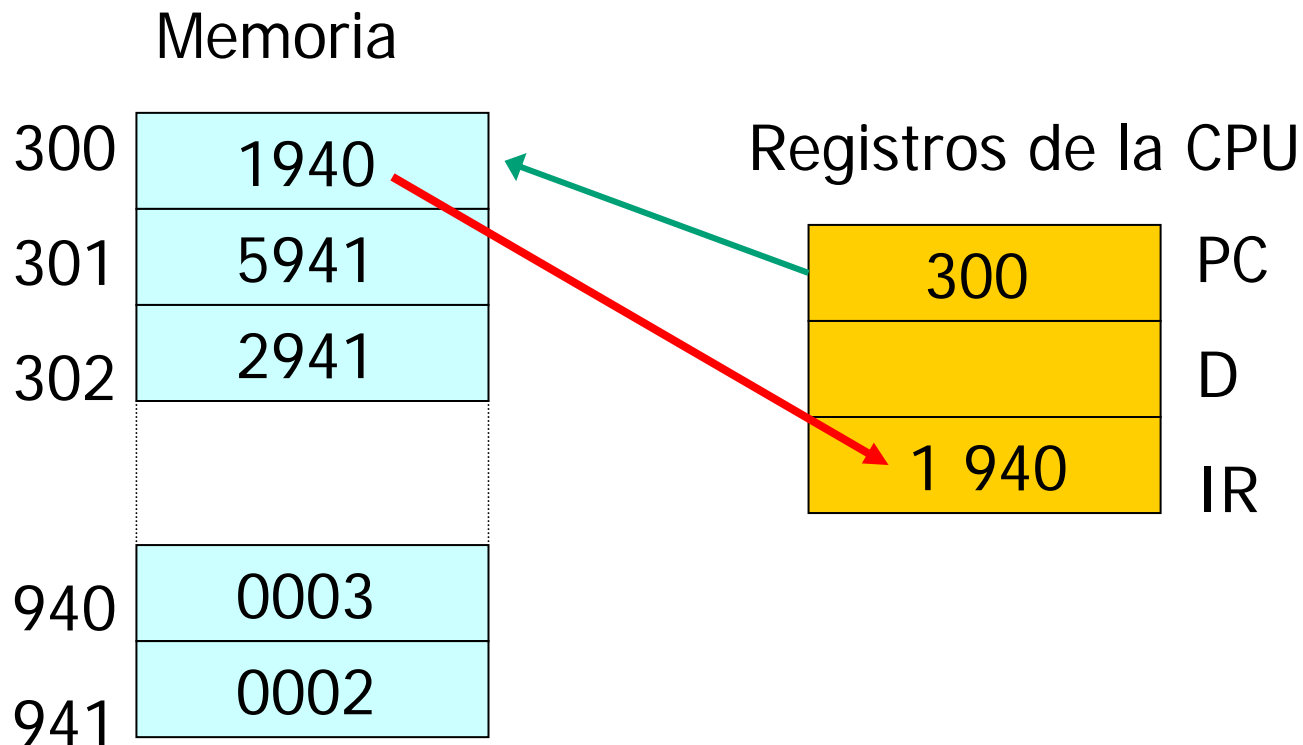 Memoria
300 1940
301 5941
302 2941
940 0003
941 0002
Registros de la CPU
300 PC
D
1 940 IR